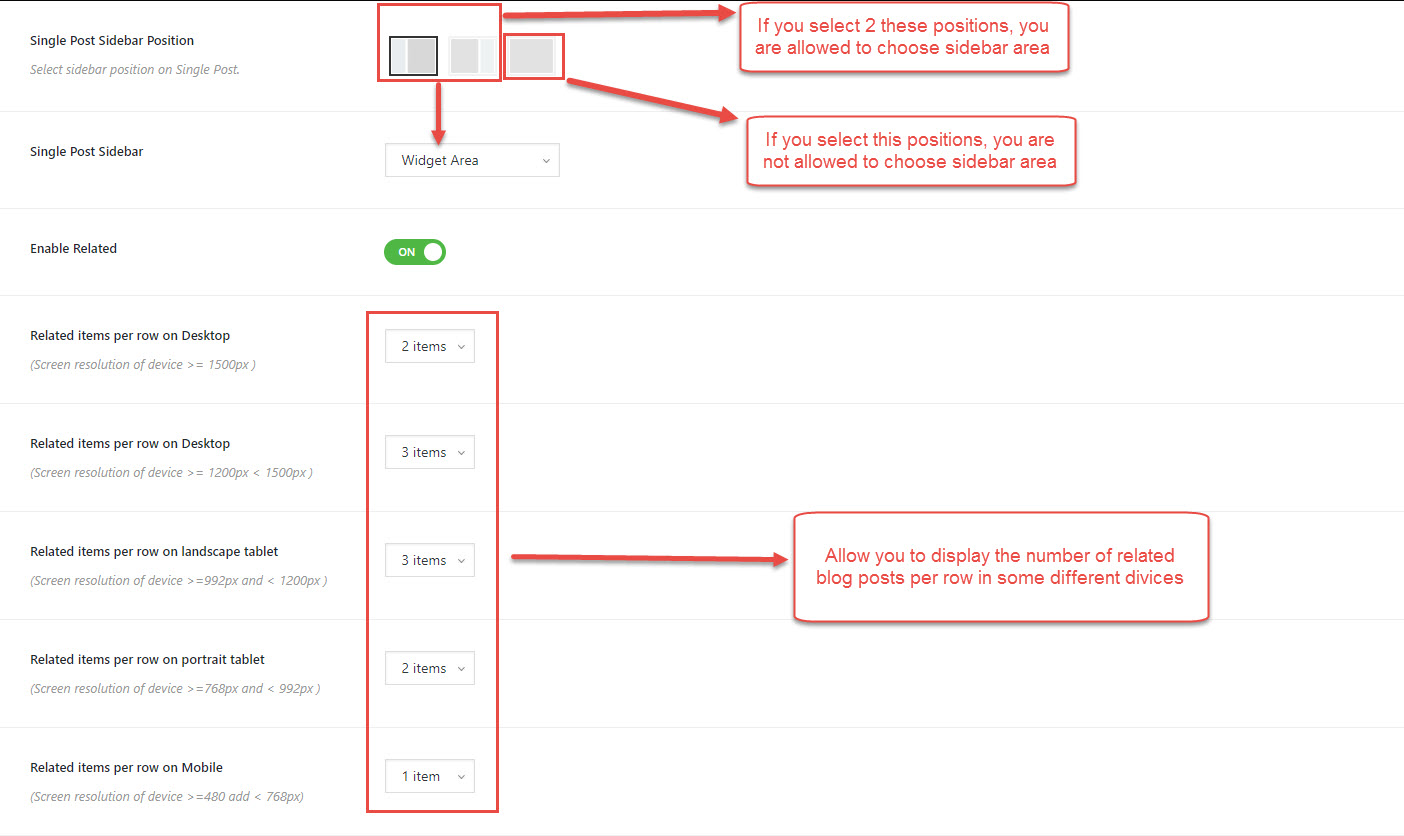 If you select 2 these positions, you
are allowed to choose sidebar area
Single Post Sidebar Position
Select sidebar position on Single Post.
If you select this positions, you are
not allowed to choose sidebar area
Single Post Sidebar
Widget Area
Enable Related
ON
Related items per row on Desktop
2 items
(Screen resolution of device >= 1500px )
Related items per row on Desktop
3 items
(Screen resolution of device >= 1200px < 1500px )
Related items per row on landscape tablet
3 items
(Screen resolution of device >=992px and < 1200px )
Allow you to display the number of related
blog posts per row in some different divices
Related items per row on portrait tablet
2 items
(Screen resolution of device >=768px and < 992px )
Related items per row on Mobile
1 item
(Screen resolution of device >=480 add < 768px)